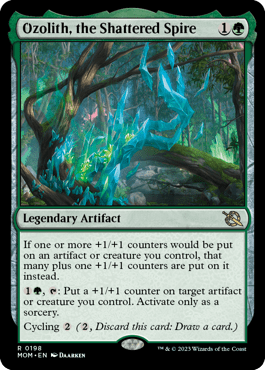 Ozolith, the Shattered Spire 1
Legendary Artifact
If one or more +1/+1 counters would be put
on an artifact or creature you control, that
many plus one +1/+1 counters are put on it
instead.
1 , : Put a +1/+1 counter on target artifact
or creature you control. Activate only as a
sorcery.
Cycling 2 ( 2, Discard this card: Draw a card.)
R 0198
MOM • EN DAARKEN
™ & © 2023 Wizards of the Coast